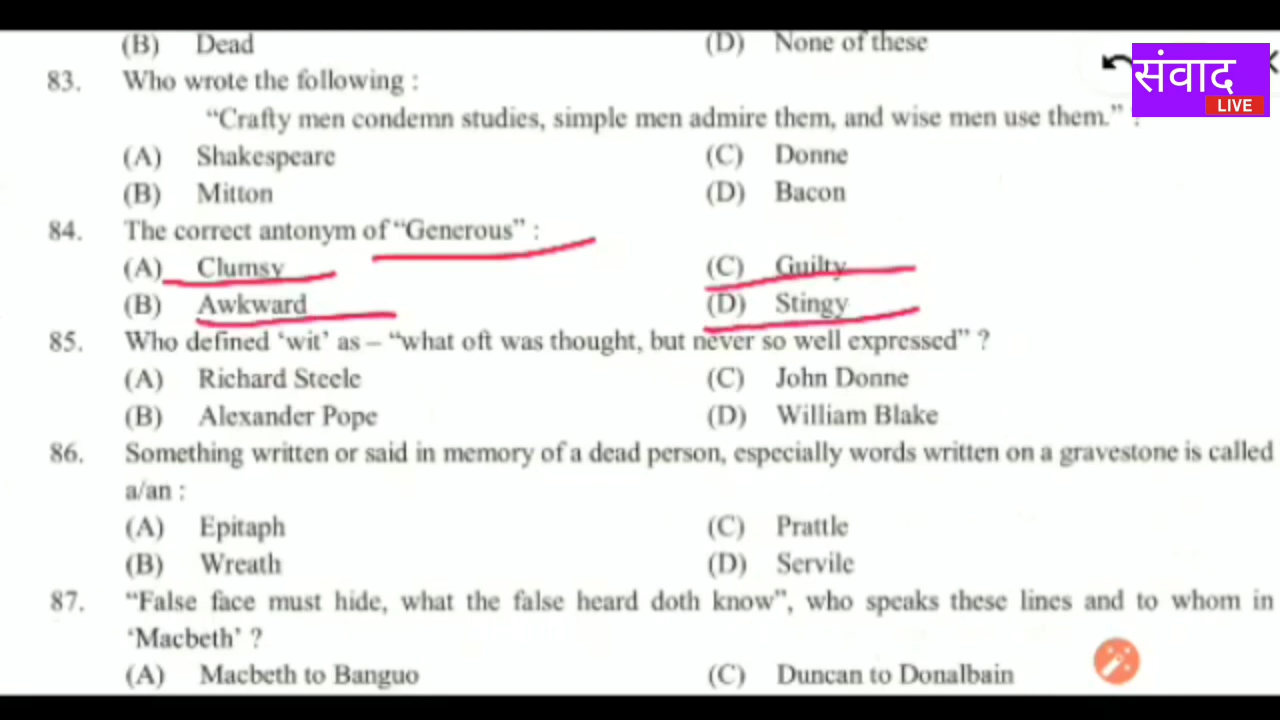 (B) Dead (D) None of these
83. Who wrote the following :
“Crafty men condemn studies, simple men admire them, and wise men use them.” :
(A) Shakespeare (C) Donne
(B) Mitton (D) Bacon
84. The correct antonym of “Generous” :
(A) Clumsy (C) Guilty
(B) Awkward (D) Stingy
85. Who defined ‘wit’ as – “what oft was thought, but never so well expressed” ?
(A) Richard Steele (C) John Donne
(B) Alexander Pope (D) William Blake
86. Something written or said in memory of a dead person, especially words written on a gravestone is called
a/an :
(A) Epitaph (C) Prattle
(B) Wreath (D) Servile
87. “False face must hide, what the false heard doth know”, who speaks these lines and to whom in
‘Macbeth’ ?
(A) Macbeth to Banguo (C) Duncan to Donalbain
संवाद
LIVE